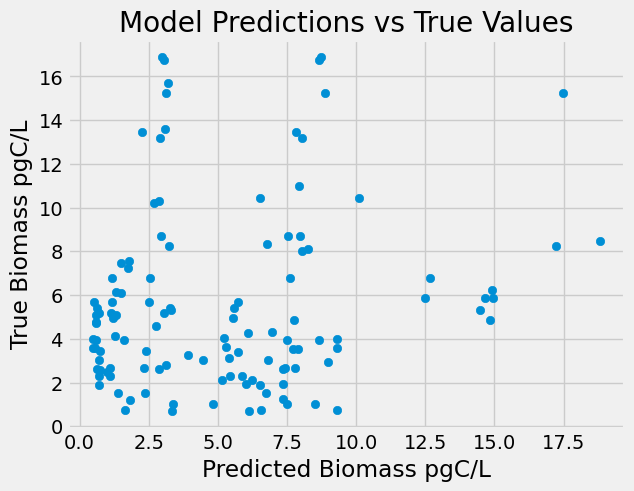 Model Predictions vs True Values
True Biomass pgC/L
16
14
12
10
8
6
4
2
0
0.0 2.5 5.0 7.5 10.0 12.5 15.0 17.5
Predicted Biomass pgC/L